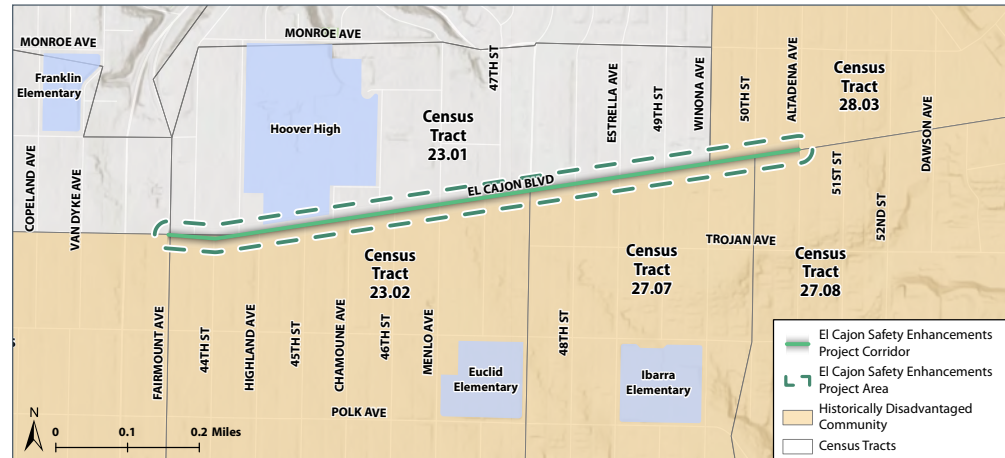 MONROE AVE
MONROE AVE
Franklin
Elementary
Hoover High
47TH ST
Census
Tract
23.01
ESTRELLA AVE
49TH ST
WINONA AVE
50TH ST
ALTADENA AVE
Census
Tract
28.03
DAWSON AVE
COPELAND AVE
VAN DYKE AVE
EL CAJON BLVD
51ST ST
52ND ST
TROJAN AVE
Census
Tract
23.02
Census
Tract
27.07
Census
Tract
27.08
FAIRMOUNT AVE
44TH ST
HIGHLAND AVE
45TH ST
CHAMOUNE AVE
46TH ST
MENLO AVE
48TH ST
Euclid
Elementary
Ibarra
Elementary
POLK AVE
S
N
0 0.1 0.2 Miles
El Cajon Safety Enhancements
Project Corridor
El Cajon Safety Enhancements
Project Area
Historically Disadvantaged
Community
Census Tracts